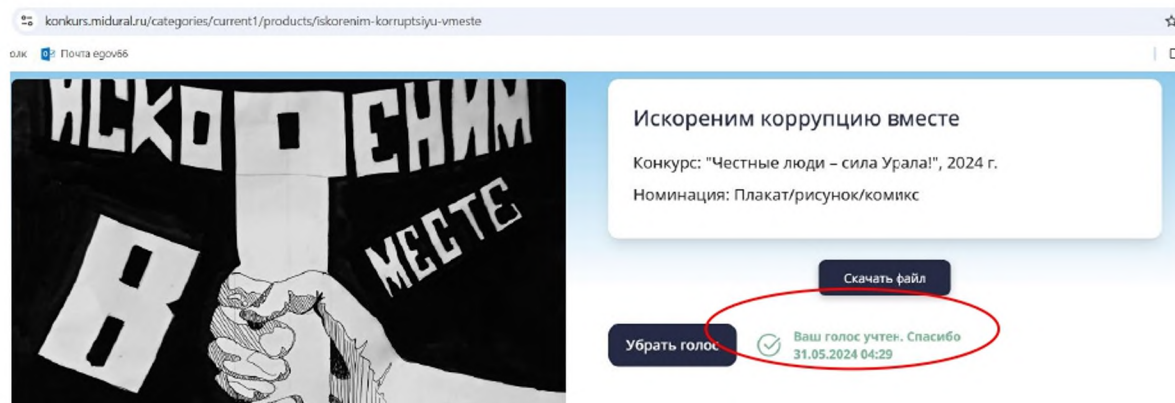 konkurs.midural.ru/categories/current1/products/iskorenim-korruptsiyu-vmeste
олк Почта egov66
ИСКОРЕНИМ
В
МЕСТЕ
Искореним коррупцию вместе
Конкурс: "Честные люди – сила Урала!", 2024 г.
Номинация: Плакат/рисунок/комикс
Скачать файл
Убрать голос
Ваш голос учтен. Спасибо
31.05.2024 04:29